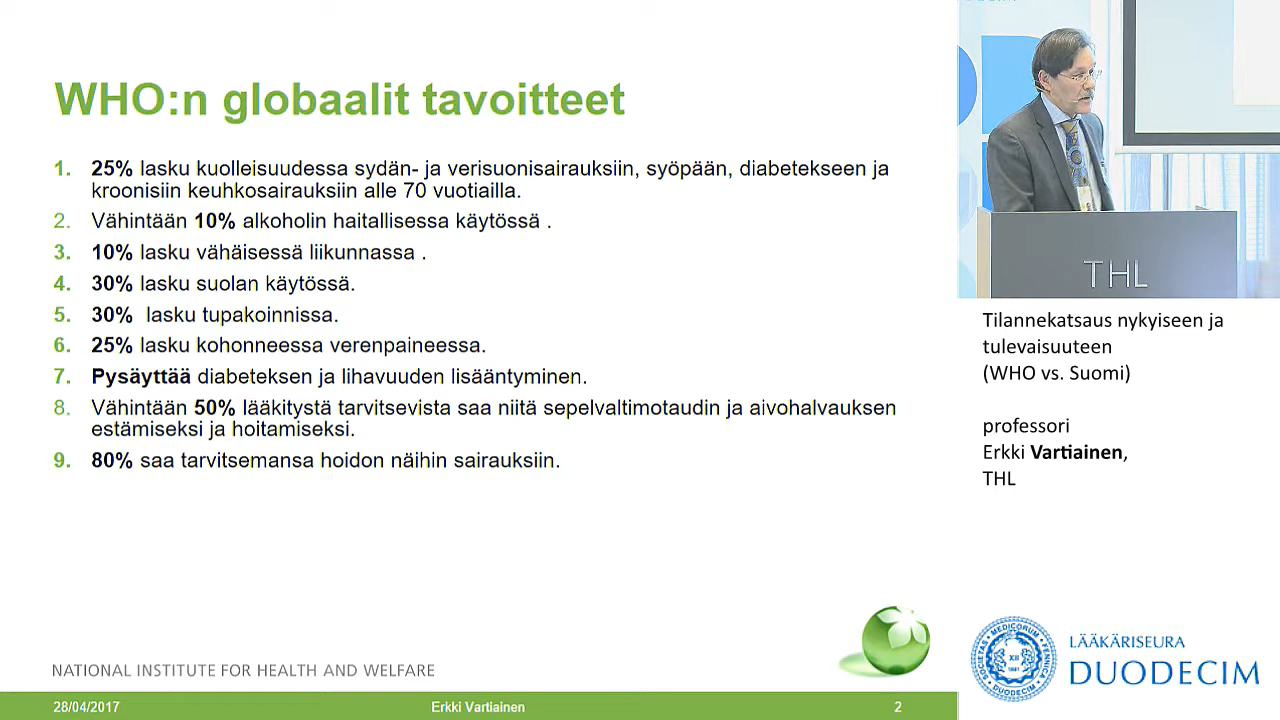 WHO:n globaalit tavoitteet
1. 25% lasku kuolleisuudessa sydän- ja verisuonisairauksiin, syöpään, diabetekseen ja
kroonisiin keuhkosairauksiin alle 70 vuotiailla.
2. Vähintään 10% alkoholin haitallisessa käytössä .
3. 10% lasku vähäisessä liikunnassa .
4. 30% lasku suolan käytössä.
5. 30% lasku tupakoinnissa.
6. 25% lasku kohonneessa verenpaineessa.
7. Pysäyttää diabeteksen ja lihavuuden lisääntyminen.
8. Vähintään 50% lääkitystä tarvitsevista saa niitä sepelvaltimotaudin ja aivohalvauksen
estämiseksi ja hoitamiseksi.
9. 80% saa tarvitsemansa hoidon näihin sairauksiin.
NATIONAL INSTITUTE FOR HEALTH AND WELFARE
28/04/2017 Erkki Vartiainen 2
THL
Tilannekatsaus nykyiseen ja
tulevaisuuteen
(WHO vs. Suomi)
professori
Erkki Vartiainen,
THL
LÄÄKÄRISEURA
DUODECIM